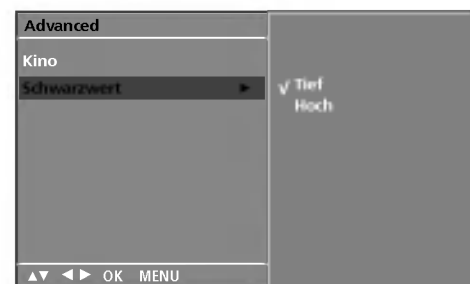 Advanced
Kino
Schwarzwert ►
√ Tief
Hoch
▲▼ ◄ ► OK MENU